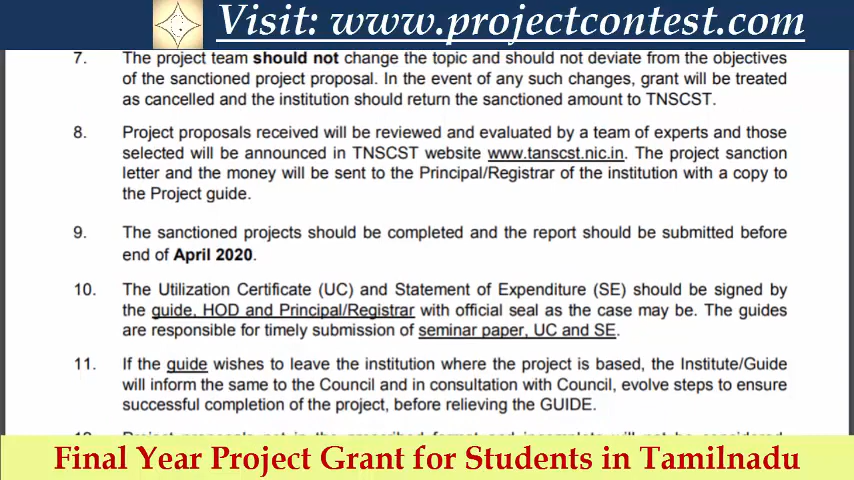 Visit: www.projectcontest.com
7. The project team should not change the topic and should not deviate from the objectives
of the sanctioned project proposal. In the event of any such changes, grant will be treated
as cancelled and the institution should return the sanctioned amount to TNSCST.
8. Project proposals received will be reviewed and evaluated by a team of experts and those
selected will be announced in TNSCST website www.tanscst.nic.in. The project sanction
letter and the money will be sent to the Principal/Registrar of the institution with a copy to
the Project guide.
9. The sanctioned projects should be completed and the report should be submitted before
end of April 2020.
10. The Utilization Certificate (UC) and Statement of Expenditure (SE) should be signed by
the guide, HOD and Principal/Registrar with official seal as the case may be. The guides
are responsible for timely submission of seminar paper, UC and SE.
11. If the guide wishes to leave the institution where the project is based, the Institute/Guide
will inform the same to the Council and in consultation with Council, evolve steps to ensure
successful completion of the project, before relieving the GUIDE.
Final Year Project Grant for Students in Tamilnadu